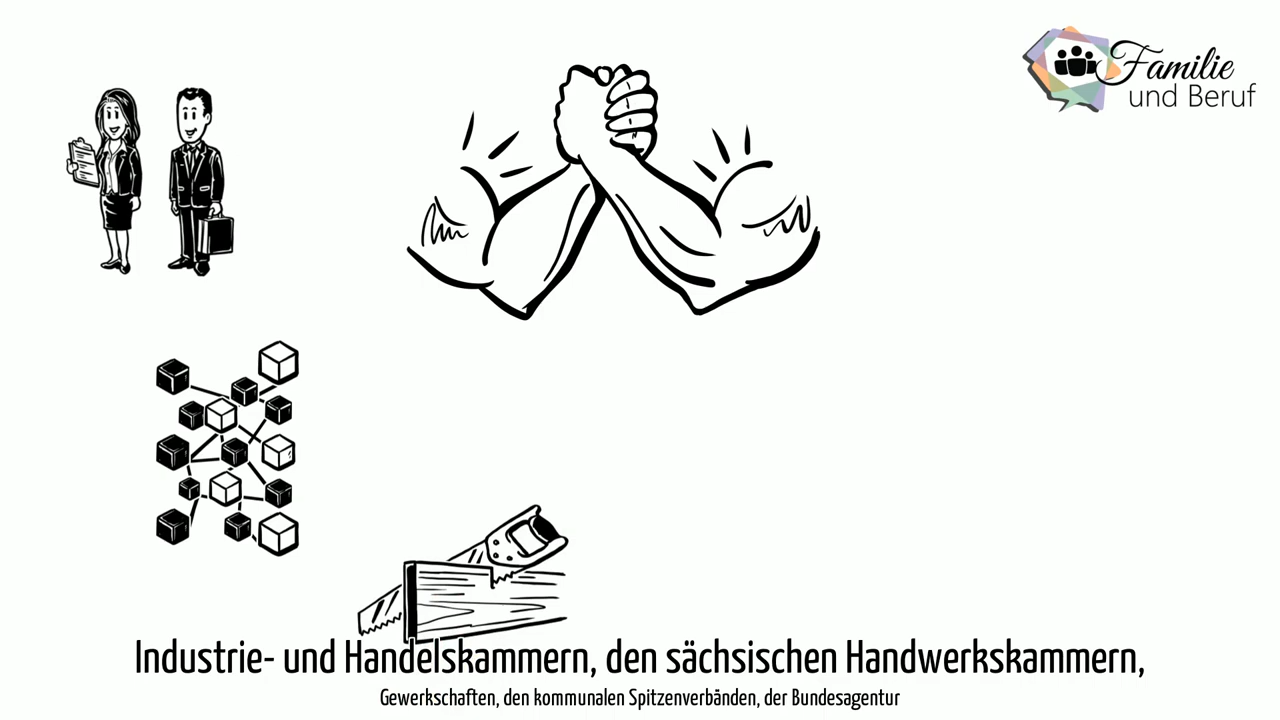 Familie
und Beruf
Industrie- und Handelskammern, den sächsischen Handwerkskammern,
Gewerkschaften, den kommunalen Spitzenverbänden, der Bundesagentur